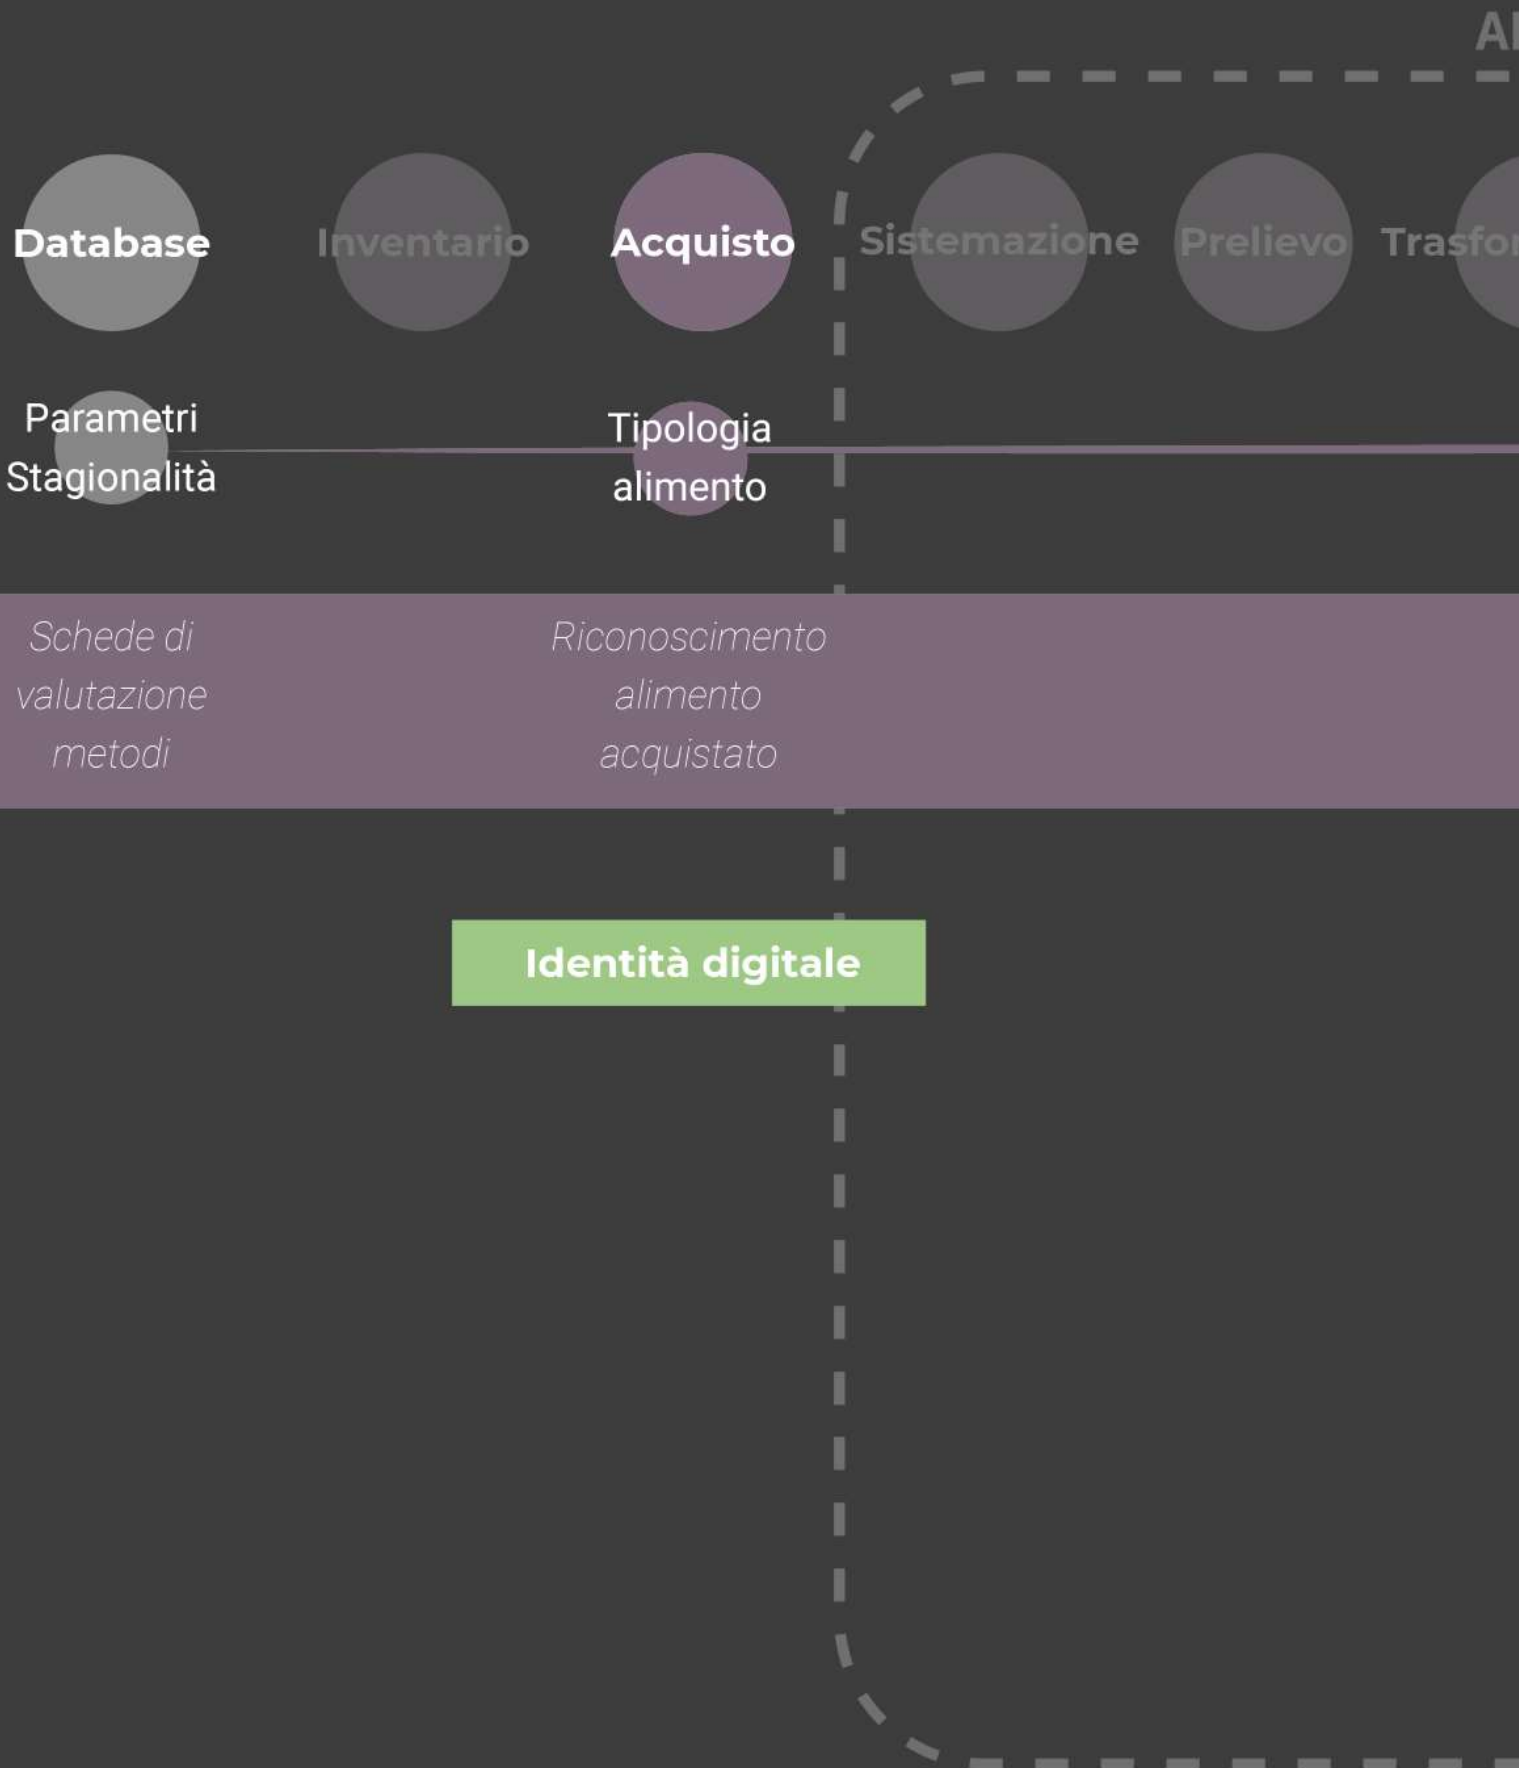 Database
Inventario
Acquisto
Sistemazione
Prelievo
Parametri
Stagionalità
Tipologia
alimento
Schede di
valutazione
metodi
Riconoscimento
alimento
acquistato
Identità digitale